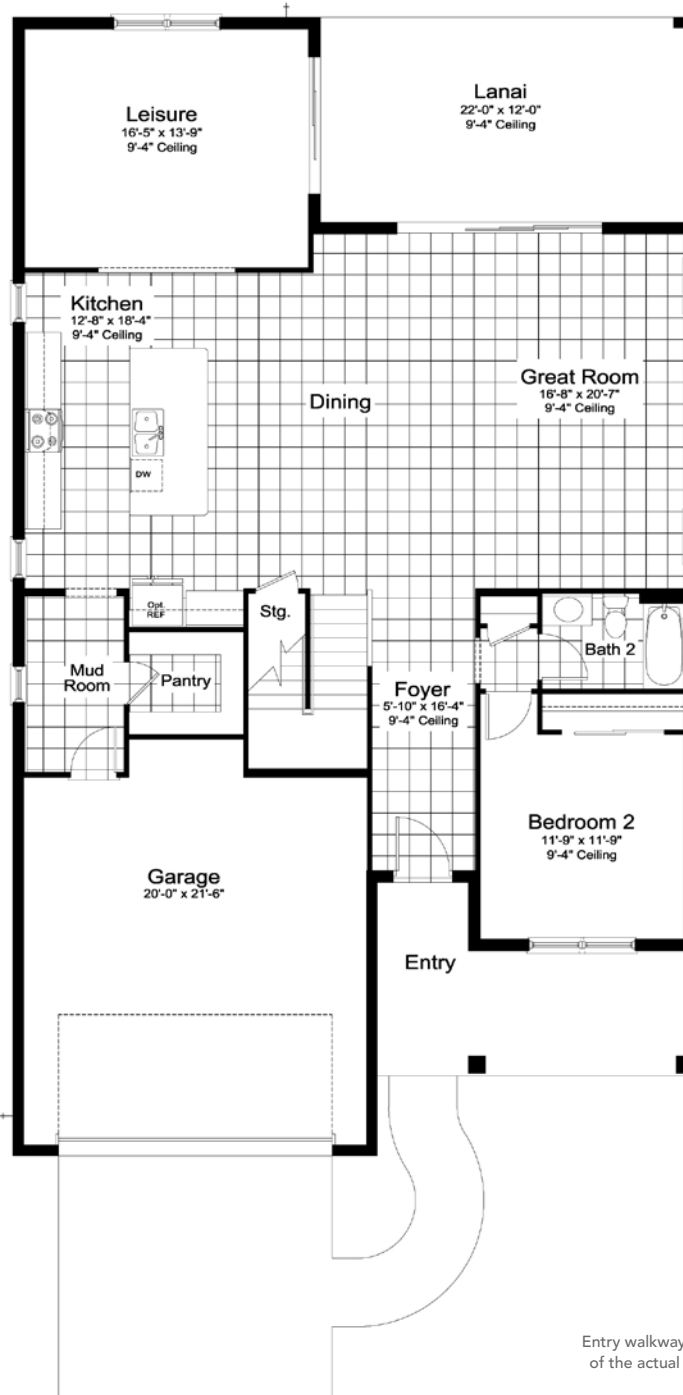 Leisure
16'-5" x 13'-9"
9'-4" Ceiling
Lanai
22'-0" x 12'-0"
9'-4" Ceiling
Kitchen
12'-8" x 18'-4"
9'-4" Ceiling
Great Room
16'-8" x 20'-7"
9'-4" Ceiling
Dining
DW
Opt.
REF
Stg.
Mud
Room
Pantry
Foyer
5'-10" x 16'-4"
9'-4" Ceiling
Bath 2
Bedroom 2
11'-9" x 11'-9"
9'-4" Ceiling
Garage
20'-0" x 21'-6"
Entry
Entry walkway
of the actual